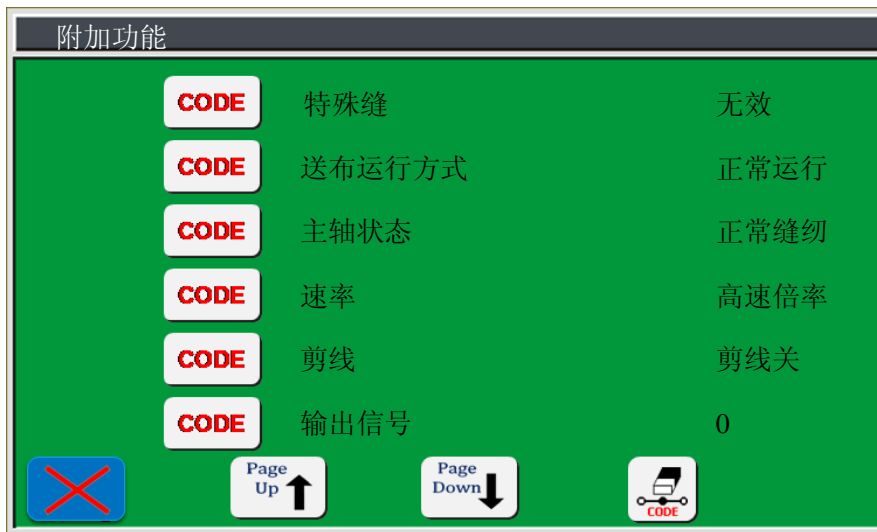 附加功能
CODE 特殊缝 无效
CODE 送布运行方式 正常运行
CODE 主轴状态 正常缝纫
CODE 速率 高速倍率
CODE 剪线 剪线关
CODE 输出信号 0
Page Up
Page Down
CODE